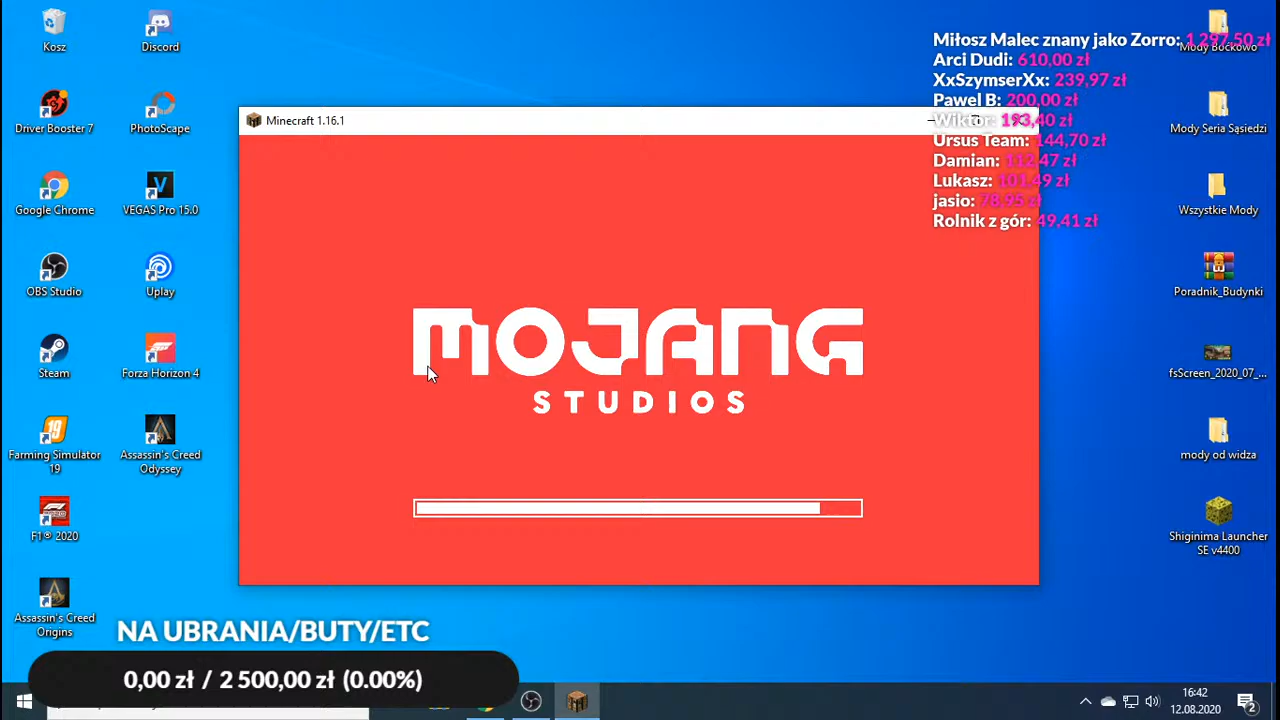 Kosz
Discord
Mody Boćkowo
Miłosz Malec znany jako Zorro: 1 297,50 zł
Arci Dudi: 610,00 zł
XxSzymserXx: 239,97 zł
Pawel B: 200,00 zł
Wiktor: 193,40 zł
Ursus Team: 144,70 zł
Damian: 112,47 zł
Lukasz: 101,49 zł
jasio: 78,95 zł
Rolnik z gór: 49,41 zł
Driver Booster 7
PhotoScape
Minecraft 1.16.1
Mody Seria Sąsiedzi
Google Chrome
VEGAS Pro 15.0
Wszystkie Mody
OBS Studio
Uplay
Poradnik_Budynki
MOJANG
STUDIOS
Steam
Forza Horizon 4
fsScreen_2020_07_...
Farming Simulator
19
Assassin's Creed
Odyssey
mody od widza
F1® 2020
Shiginima Launcher
SE v4400
Assassin's Creed
Origins
NA UBRANIA/BUTY/ETC
0,00 zł / 2 500,00 zł (0.00%)
16:42
12.08.2020
2